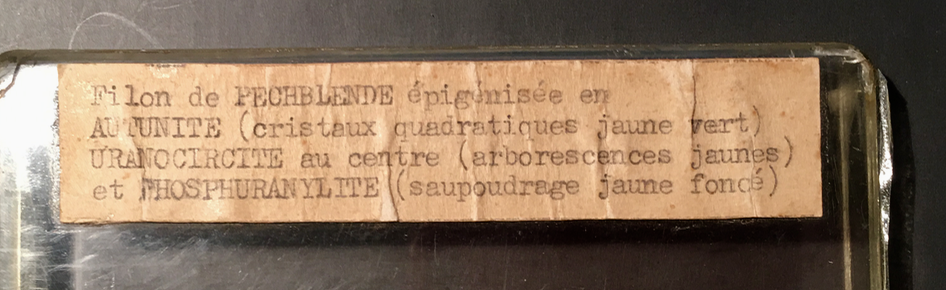 Filon de PECHBLENDE épigénisée en
AUTUNITE (cristaux quadratiques jaune vert)
URANOCIRCITE au centre (arborescences jaunes)
et PHOSPHURANYLITE (saupoudrage jaune foncé)